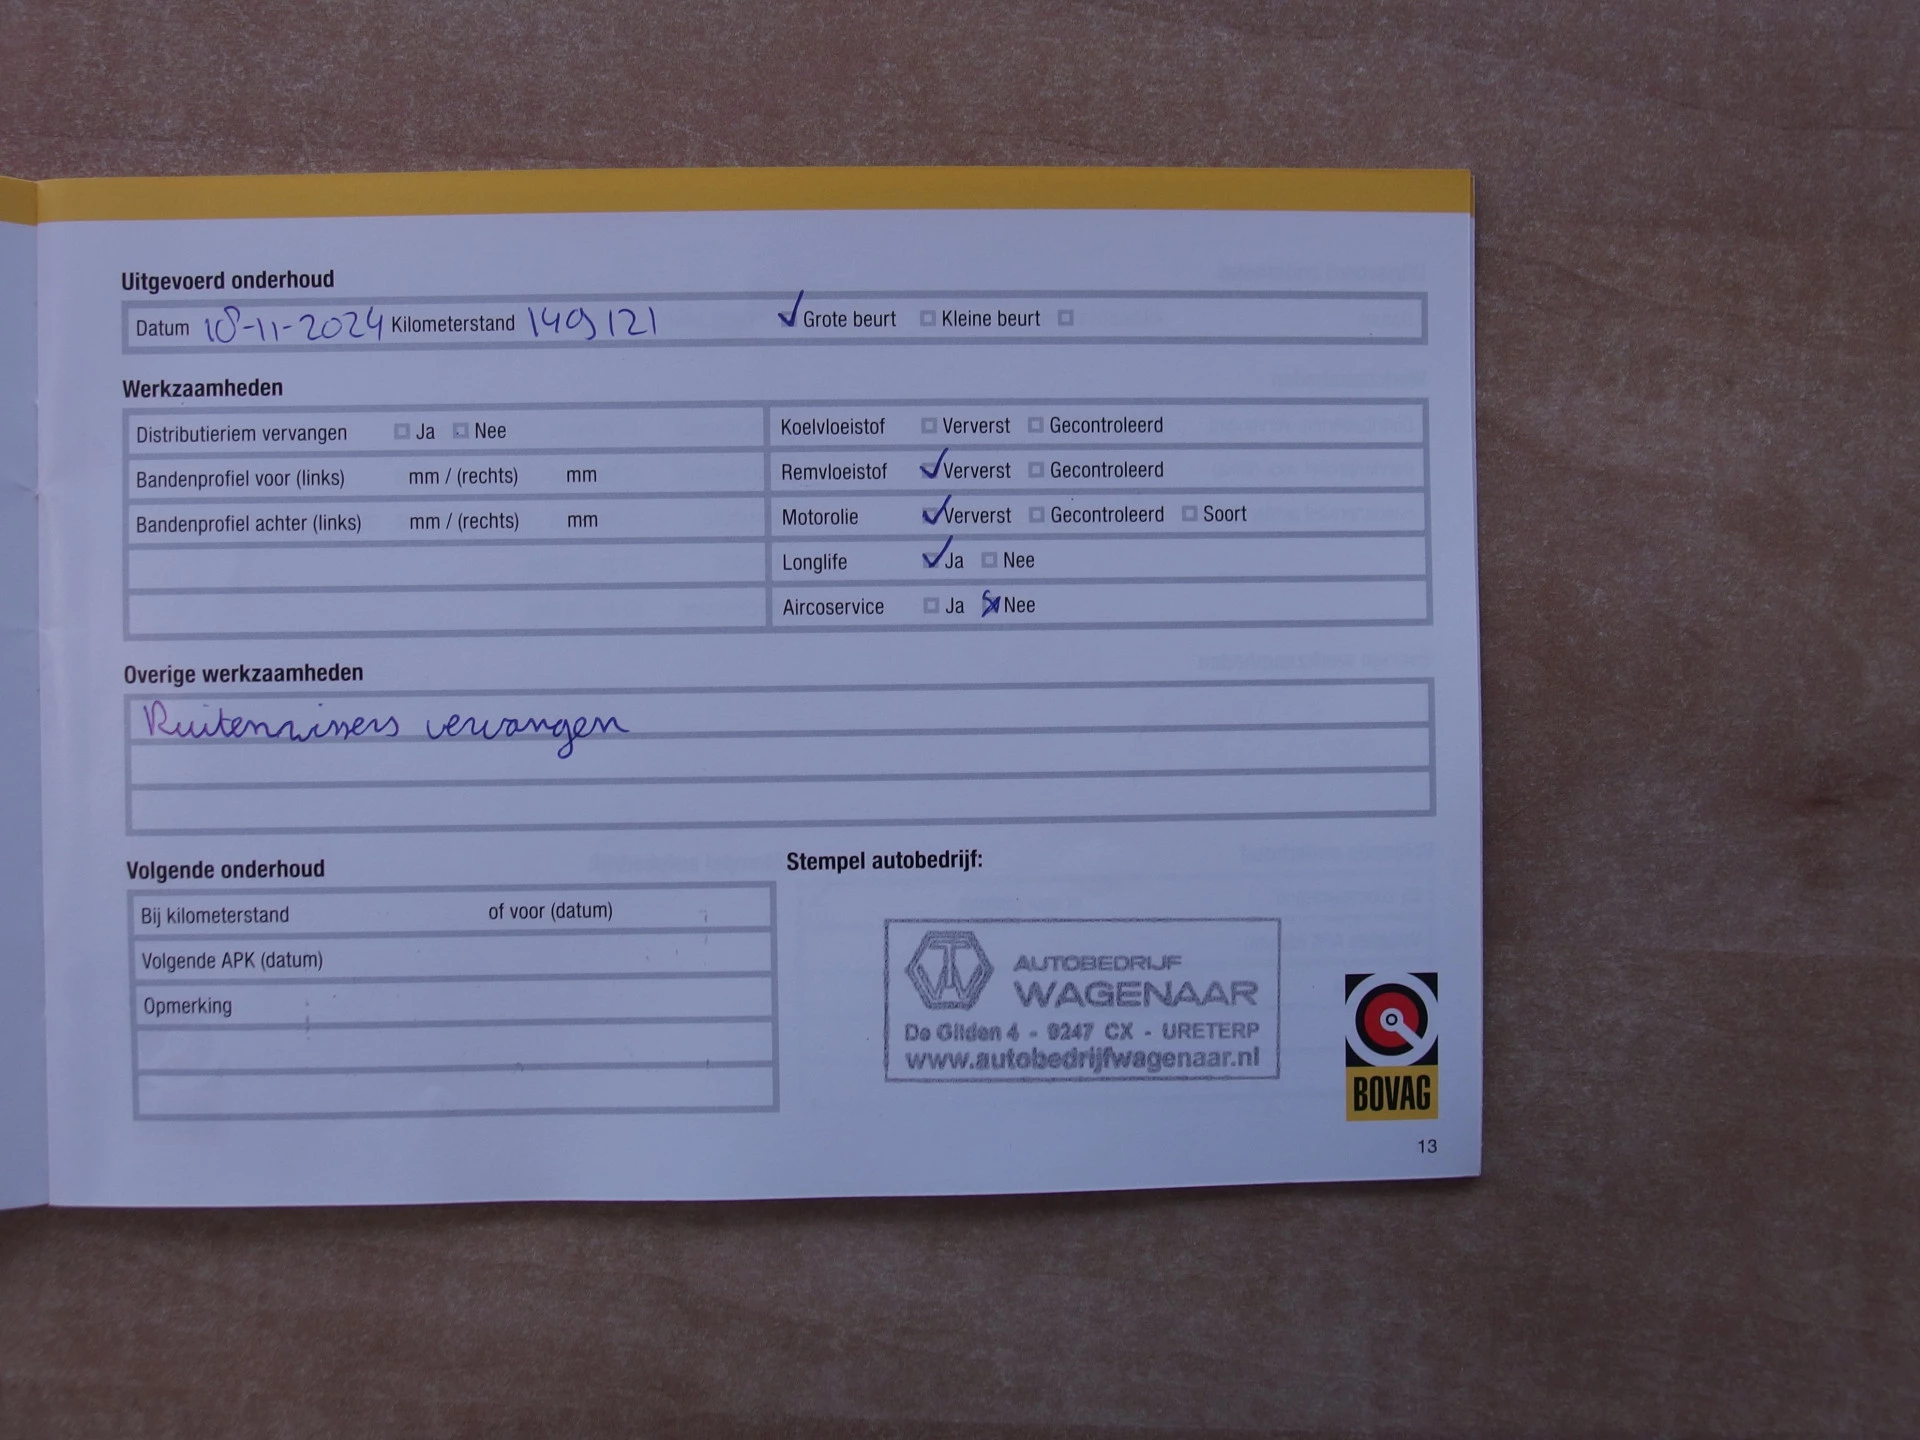 Uitgevoerd onderhoud
Datum 18-11-2024 Kilometerstand 149121 Grote beurt Kleine beurt
Werkzaamheden
Distributieriem vervangen Ja Nee
Bandenprofiel voor (links) mm / (rechts) mm
Bandenprofiel achter (links) mm / (rechts) mm
Koelvloeistof Ververst Gecontroleerd
Remvloeistof Ververst Gecontroleerd
Motorolie Ververst Gecontroleerd Soort
Longlife Ja Nee
Aircoservice Ja Nee
Overige werkzaamheden
Ruitenwissers vervangen
Volgende onderhoud
Bij kilometerstand of voor (datum)
Volgende APK (datum)
Opmerking
Stempel autobedrijf:
AUTOBEDRIJF
WAGENAAR
De Gilden 4 - 9247 CX - URETERP
www.autobedrijfwagenaar.nl
BOVAG
13